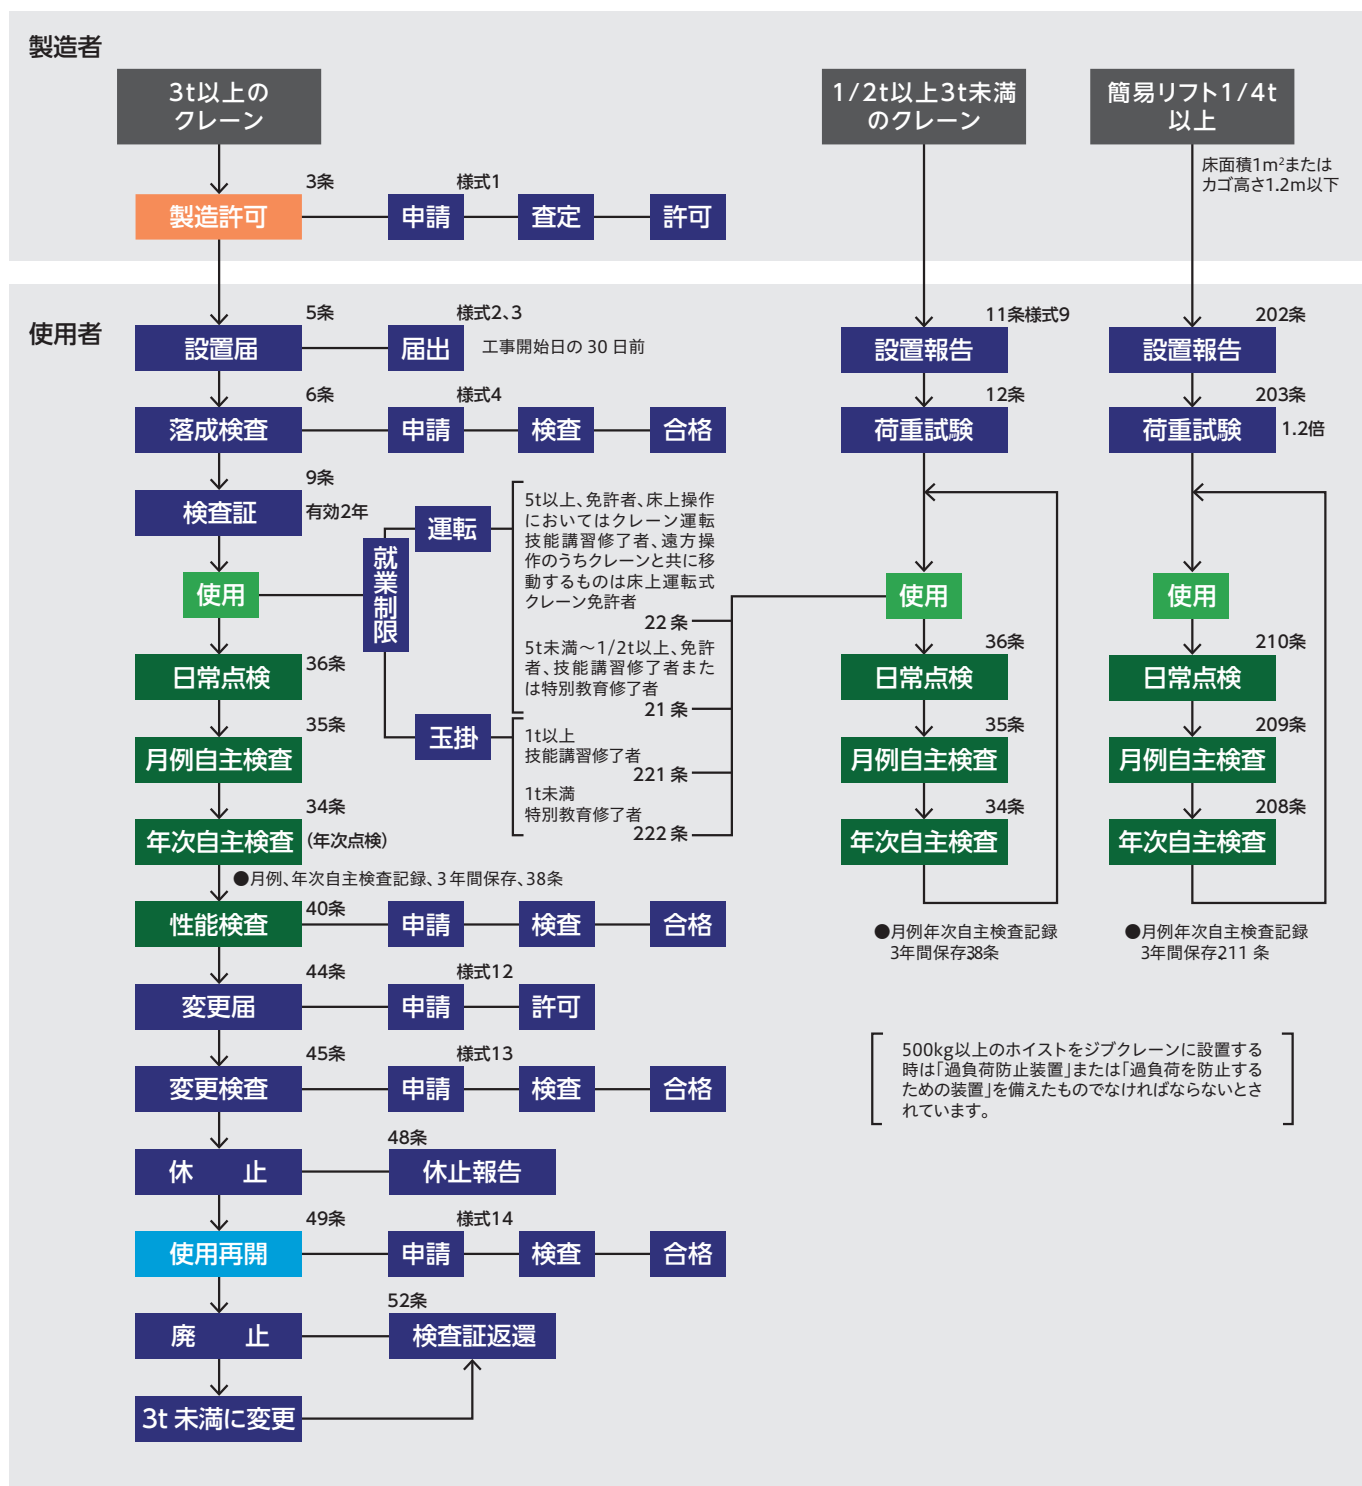 製造者
3t以上の
クレーン
3条
様式1
製造許可
申請
査定
許可
1/2t以上3t未満
のクレーン
簡易リフト1/4t
以上
床面積1m²または
カゴ高さ1.2m以下
使用者
5条
様式2、3
設置届
届出
工事開始日の 30 日前
6条
様式4
落成検査
申請
検査
合格
9条
検査証
有効2年
使用
就業制限
運転
5t以上、免許者、床上操作
においてはクレーン運転
技能講習修了者、遠方操
作のうちクレーンと共に移
動するものは床上運転式
クレーン免許者
22 条
5t未満～1/2t以上、免許
者、技能講習修了者また
は特別教育修了者
21 条
玉掛
1t以上
技能講習修了者
221 条
1t未満
特別教育修了者
222 条
36条
日常点検
35条
月例自主検査
34条
年次自主検査
(年次点検)
●月例、年次自主検査記録、3年間保存、38条
40条
性能検査
申請
検査
合格
44条
様式12
変更届
申請
許可
45条
様式13
変更検査
申請
検査
合格
48条
休 止
休止報告
49条
様式14
使用再開
申請
検査
合格
52条
廃 止
検査証返還
3t 未満に変更
11条様式9
設置報告
12条
荷重試験
使用
36条
日常点検
35条
月例自主検査
34条
年次自主検査
●月例、年次自主検査記録
3年間保存、38条
202条
設置報告
203条
荷重試験
1.2倍
使用
210条
日常点検
209条
月例自主検査
208条
年次自主検査
●月例、年次自主検査記録
3年間保存、211 条
500kg以上のホイストをジブクレーンに設置する
時は「過負荷防止装置」または「過負荷を防止する
ための装置」を備えたものでなければならないとさ
れています。